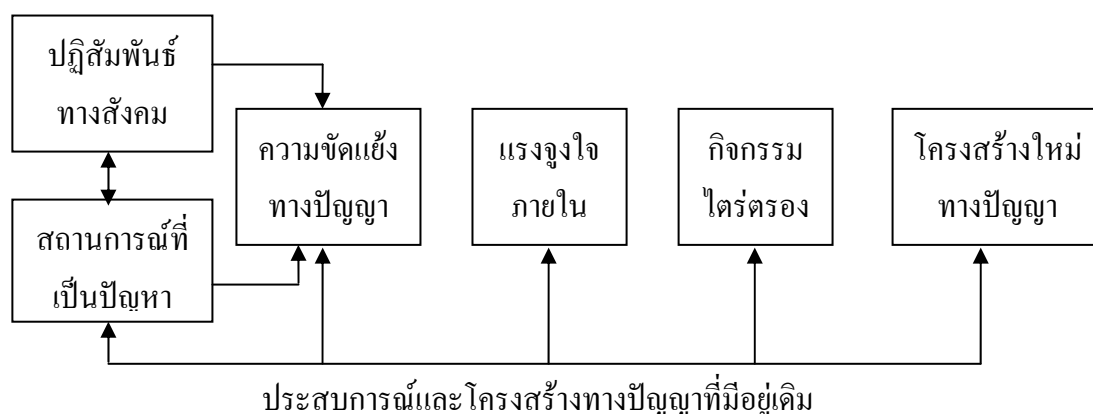 ปฏิสัมพันธ์
ทางสังคม
สถานการณ์ที่
เป็นปัญหา
ความขัดแย้ง
ทางปัญญา
แรงจูงใจ
ภายใน
กิจกรรม
ไตร่ตรอง
โครงสร้างใหม่
ทางปัญญา
ประสบการณ์และโครงสร้างทางปัญญาที่มีอยู่เดิม